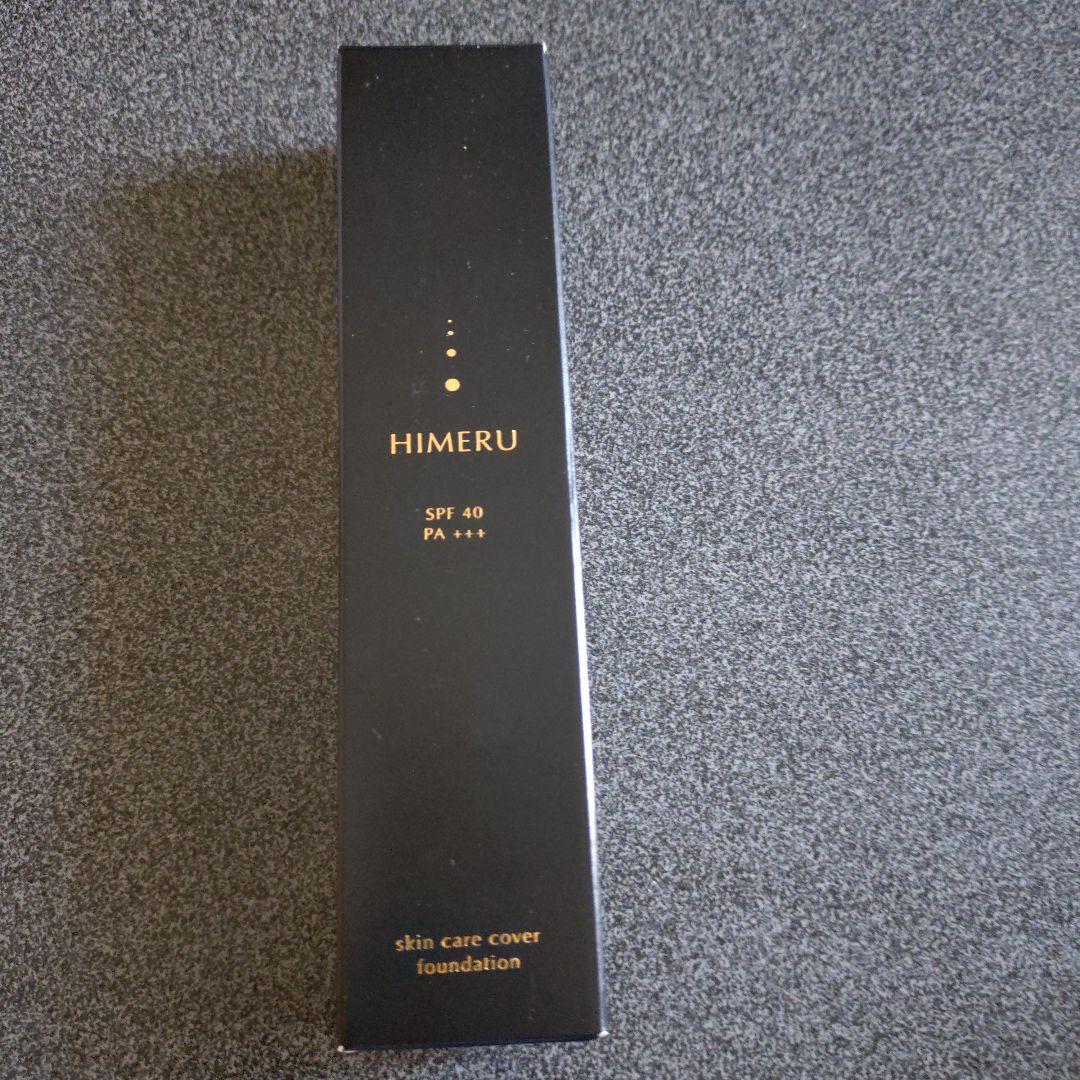 HIMERU
SPF 40
PA +++
skin care cover
foundation